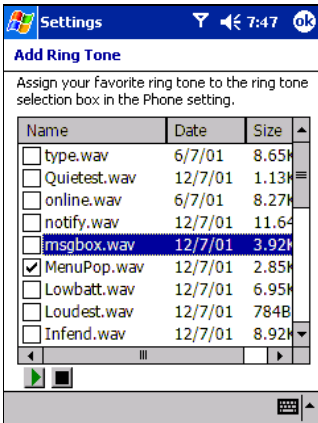 Settings 7:47 ok
Add Ring Tone
Assign your favorite ring tone to the ring tone
selection box in the Phone setting.
Name Date Size
type.wav 6/7/01 8.65K
Quietest.wav 12/7/01 1.13K
online.wav 6/7/01 8.27K
notify.wav 12/7/01 11.64
msgbox.wav 12/7/01 3.92K
MenuPop.wav 12/7/01 2.85K
Lowbatt.wav 12/7/01 6.95K
Loudest.wav 12/7/01 784B
Infend.wav 12/7/01 8.92K